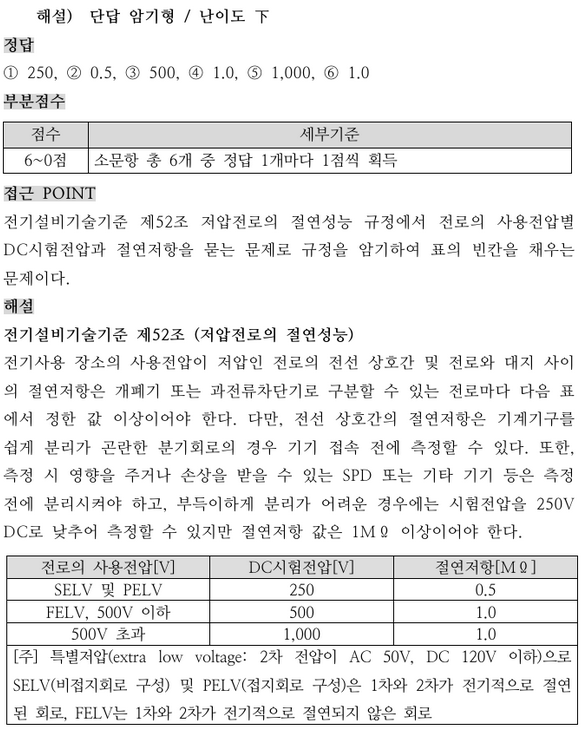 해설) 단답 암기형 / 난이도 下
정답
① 250, ② 0.5, ③ 500, ④ 1.0, ⑤ 1,000, ⑥ 1.0
부분점수
점수 세부기준
6~0점 소문항 총 6개 중 정답 1개마다 1점씩 획득
접근 POINT
전기설비기술기준 제52조 저압전로의 절연성능 규정에서 전로의 사용전압별
DC시험전압과 절연저항을 묻는 문제로 규정을 암기하여 표의 빈칸을 채우는
문제이다.
해설
전기설비기술기준 제52조 (저압전로의 절연성능)
전기사용 장소의 사용전압이 저압인 전로의 전선 상호간 및 전로와 대지 사이
의 절연저항은 개폐기 또는 과전류차단기로 구분할 수 있는 전로마다 다음 표
에서 정한 값 이상이어야 한다. 다만, 전선 상호간의 절연저항은 기계기구를
쉽게 분리가 곤란한 분기회로의 경우 기기 접속 전에 측정할 수 있다. 또한,
측정 시 영향을 주거나 손상을 받을 수 있는 SPD 또는 기타 기기 등은 측정
전에 분리시켜야 하고, 부득이하게 분리가 어려운 경우에는 시험전압을 250V
DC로 낮추어 측정할 수 있지만 절연저항 값은 1MΩ 이상이어야 한다.
전로의 사용전압[V] DC시험전압[V] 절연저항[MΩ]
SELV 및 PELV 250 0.5
FELV, 500V 이하 500 1.0
500V 초과 1,000 1.0
[주] 특별저압(extra low voltage: 2차 전압이 AC 50V, DC 120V 이하)으로
SELV(비접지회로 구성) 및 PELV(접지회로 구성)은 1차와 2차가 전기적으로 절연
된 회로, FELV는 1차와 2차가 전기적으로 절연되지 않은 회로